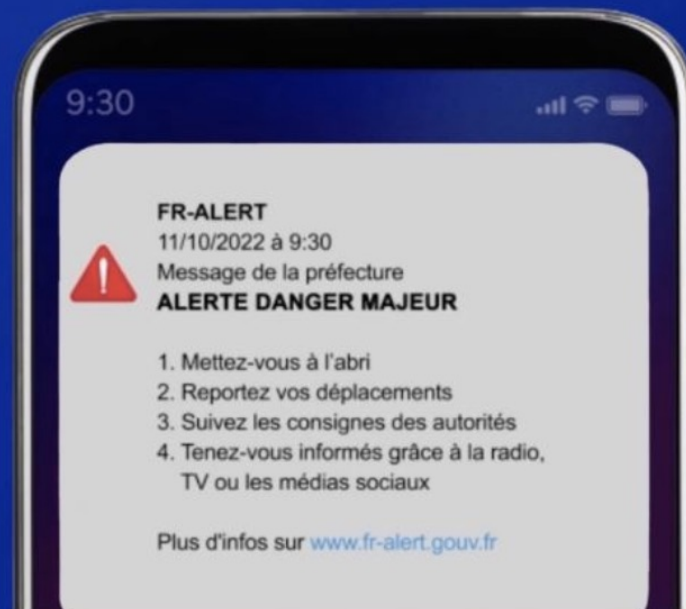 9:30
FR-ALERT
11/10/2022 à 9:30
Message de la préfecture
ALERTE DANGER MAJEUR
1. Mettez-vous à l'abri
2. Reportez vos déplacements
3. Suivez les consignes des autorités
4. Tenez-vous informés grâce à la radio,
TV ou les médias sociaux
Plus d'infos sur www.fr-alert.gouv.fr